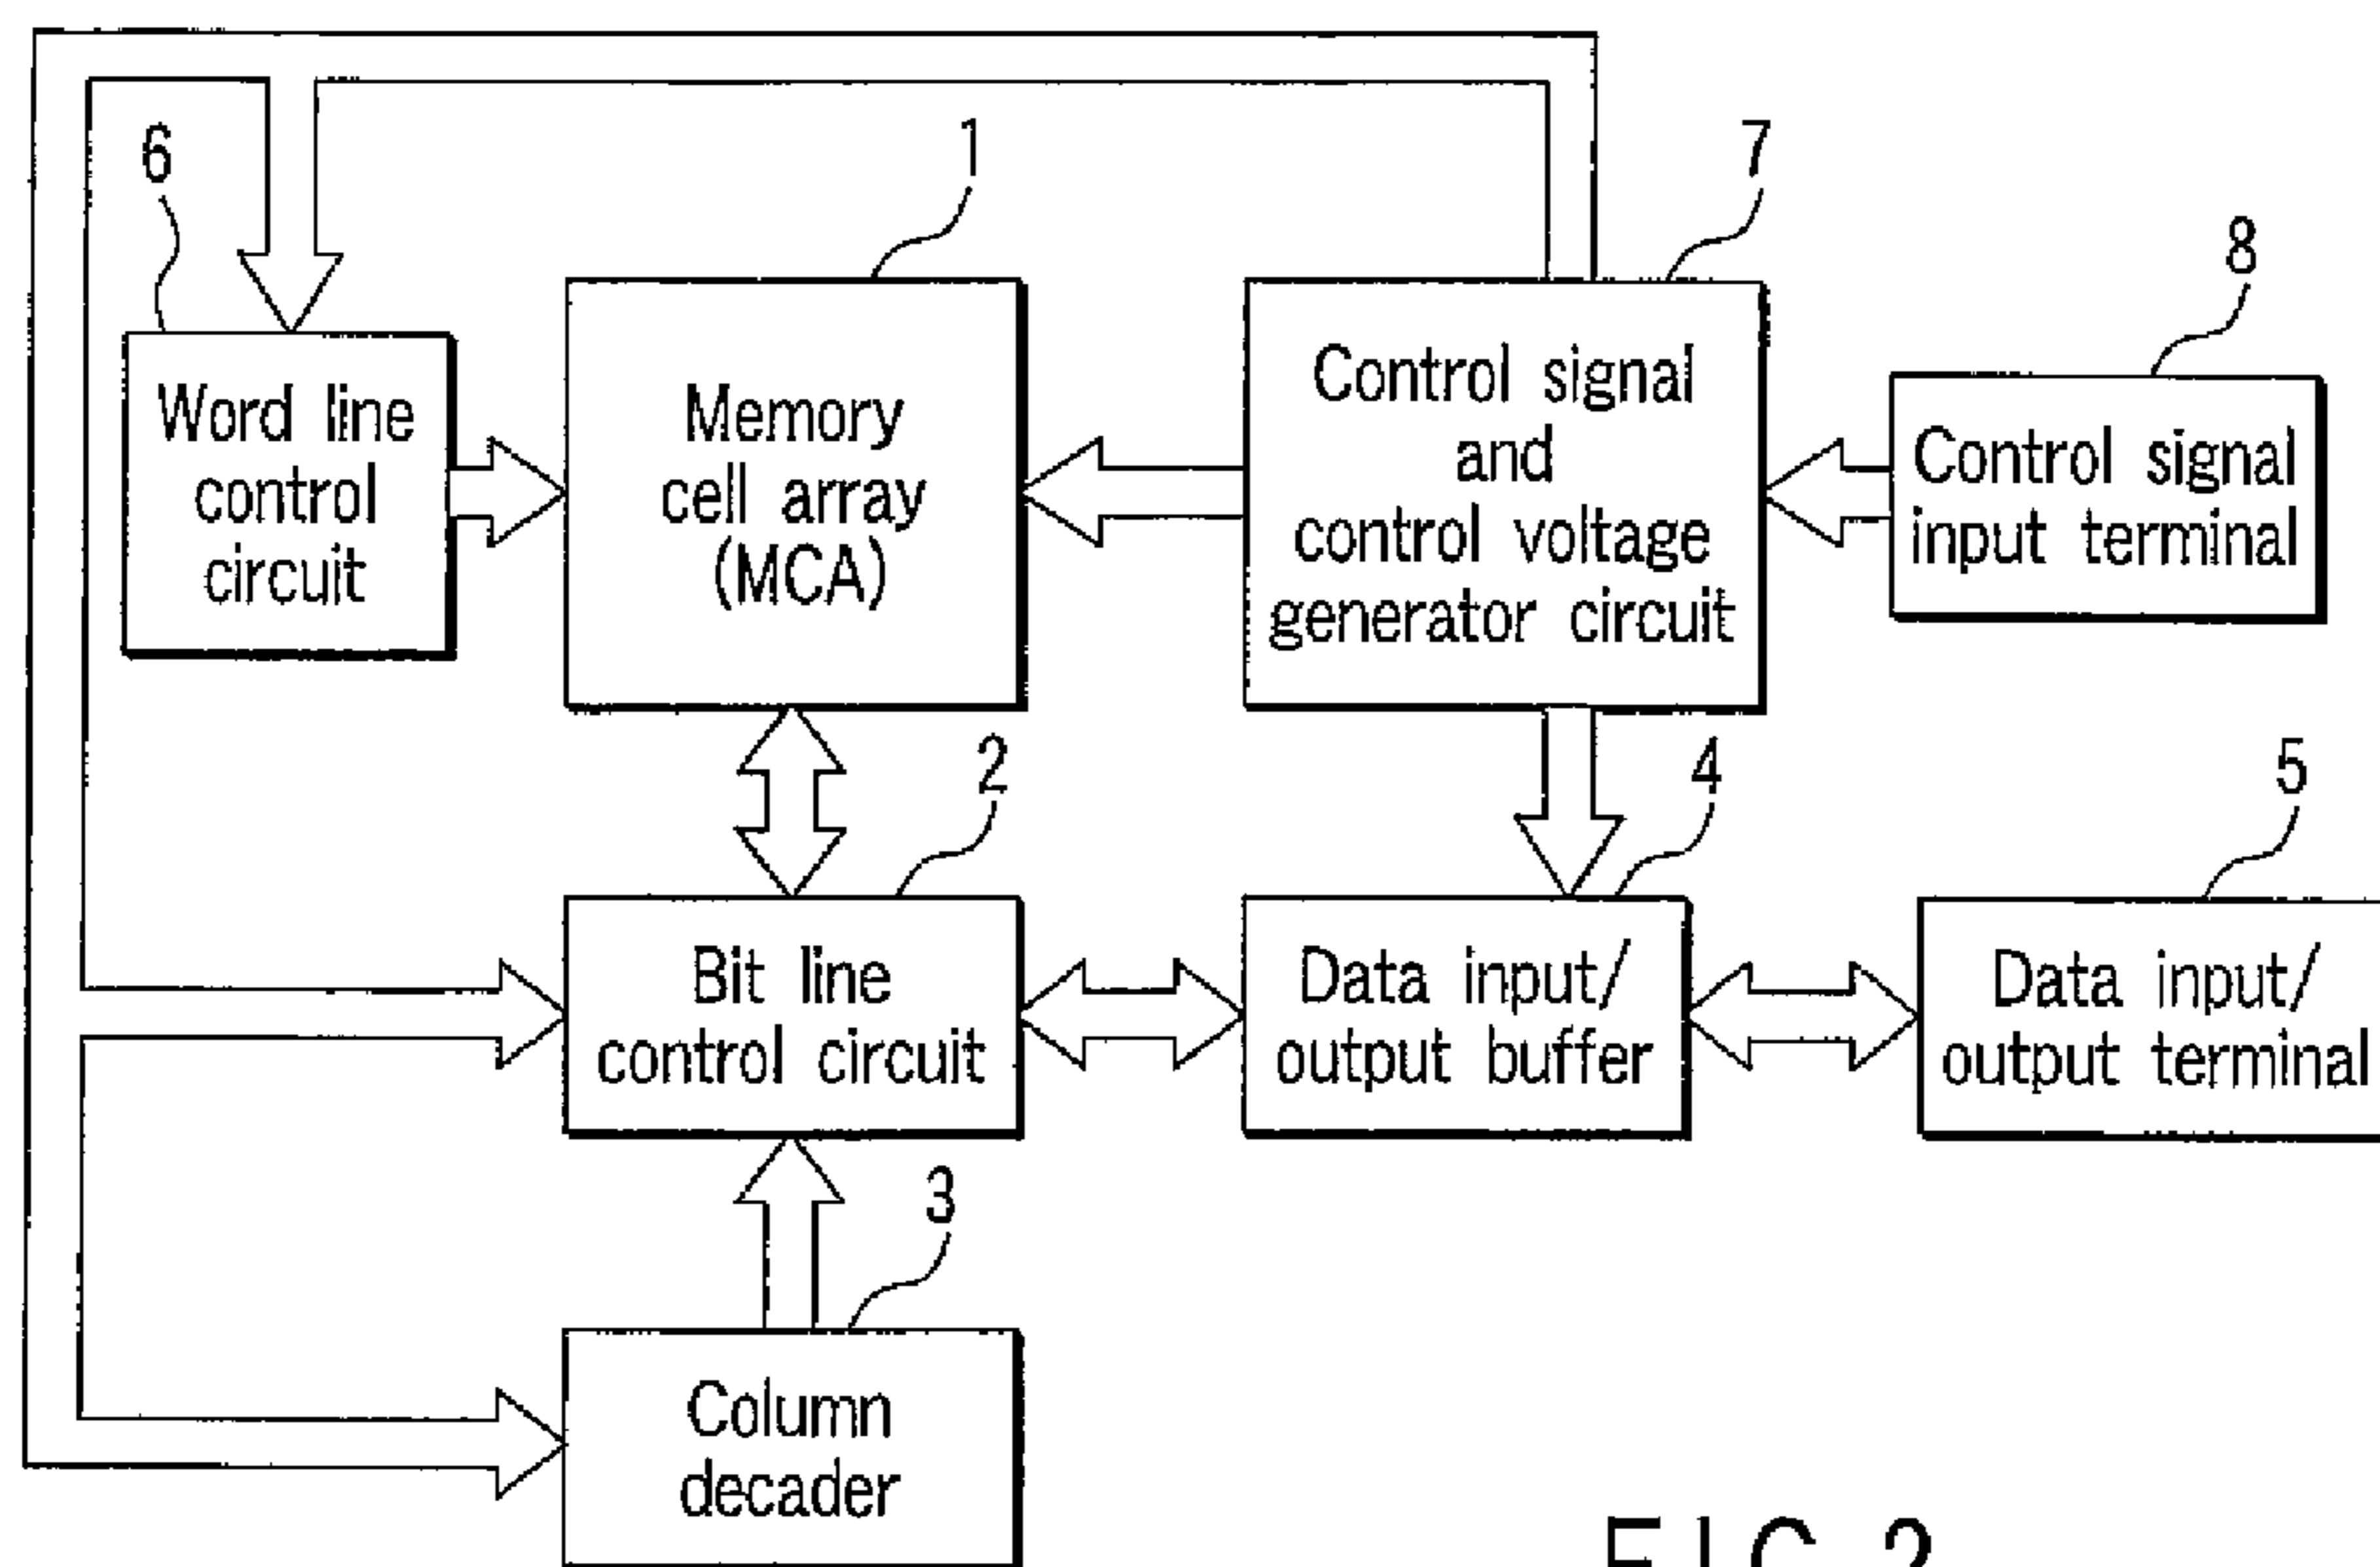 6
1
7
8
Word line
control
circuit
Memory
cell array
(MCA)
Control signal
and
control voltage
generator circuit
Control signal
input terminal
2
4
5
Bit line
control circuit
Data input/
output buffer
Data input/
output terminal
3
Column
decader